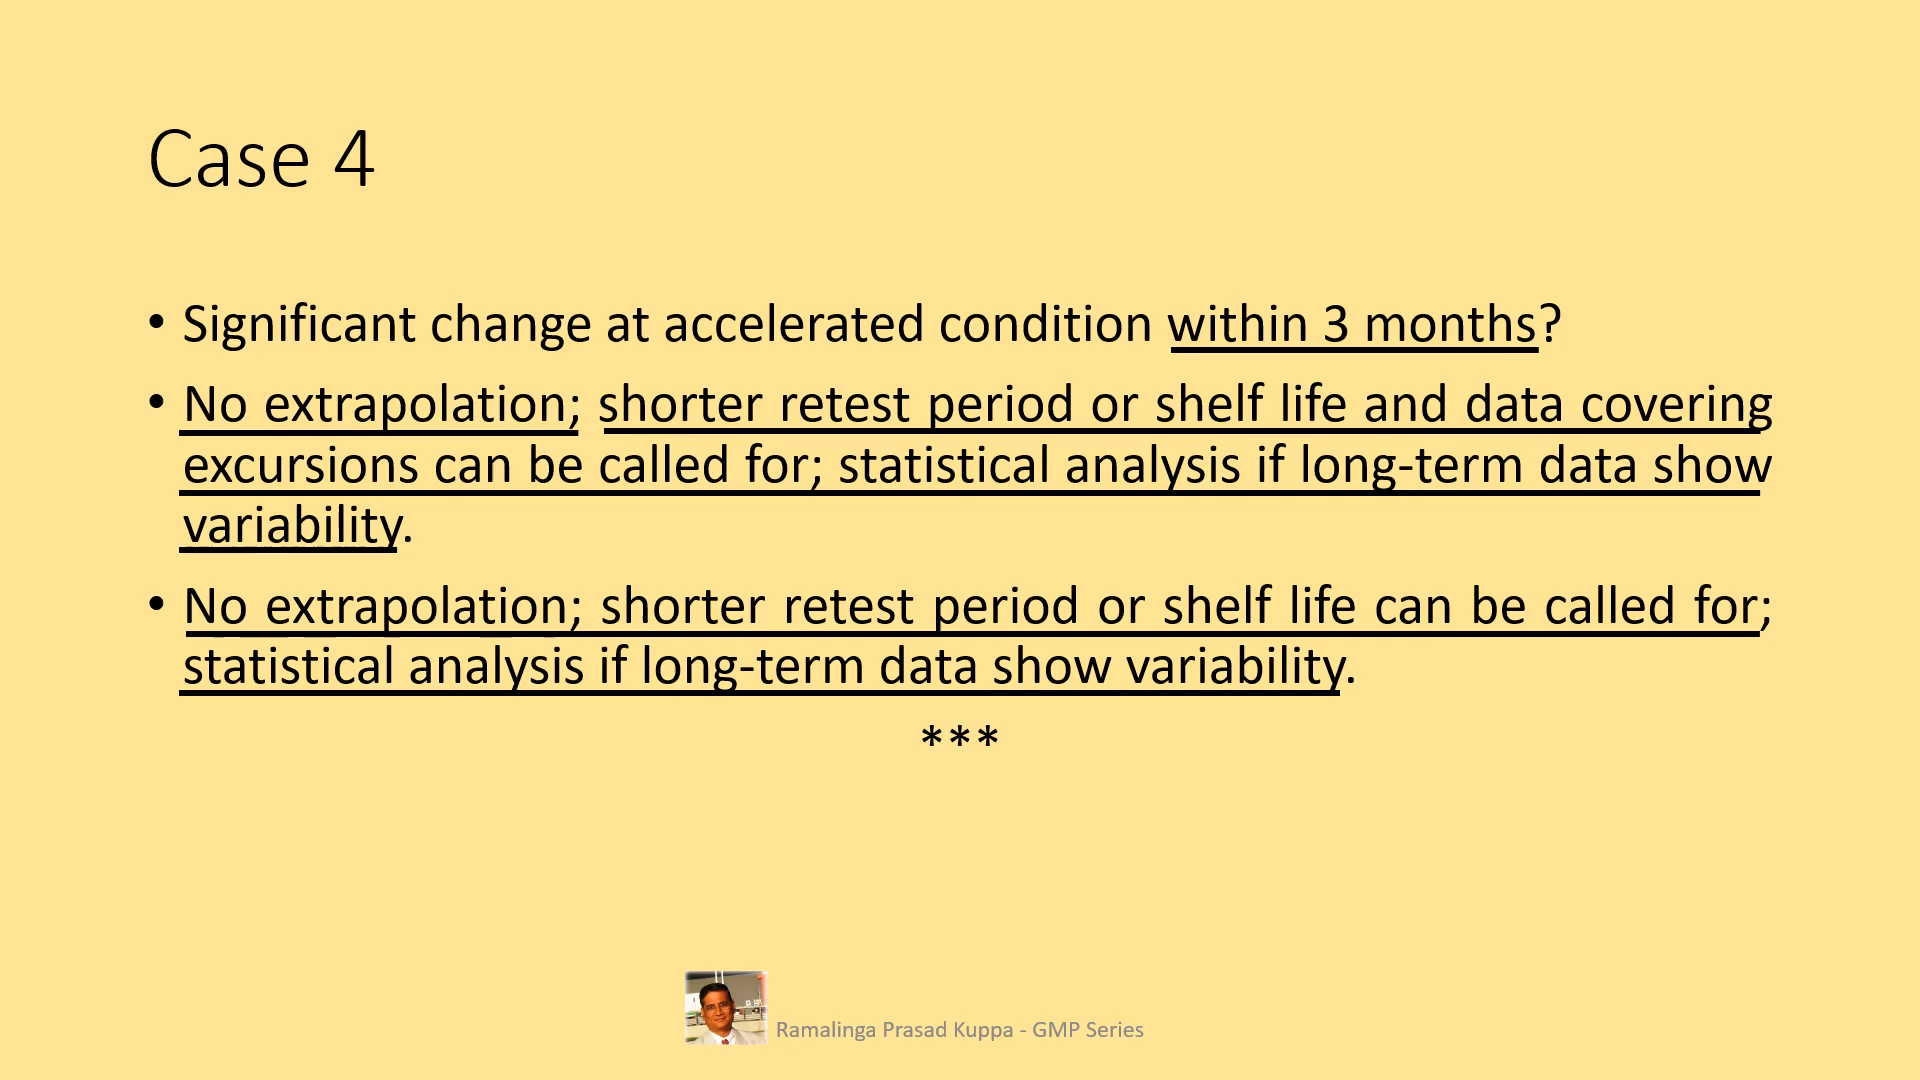 Case 4
• Significant change at accelerated condition within 3 months?
• No extrapolation; shorter retest period or shelf life and data covering
excursions can be called for; statistical analysis if long-term data show
variability.
• No extrapolation; shorter retest period or shelf life can be called for;
statistical analysis if long-term data show variability.
***
Ramalinga Prasad Kuppa - GMP Series